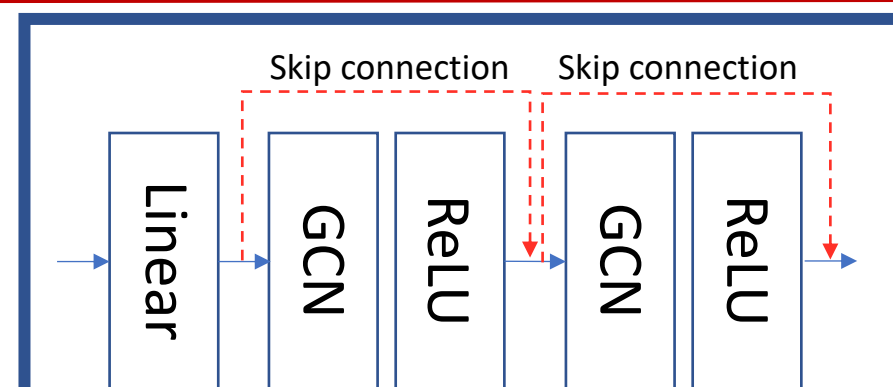 Skip connection
Skip connection
Linear
GCN
ReLU
GCN
ReLU